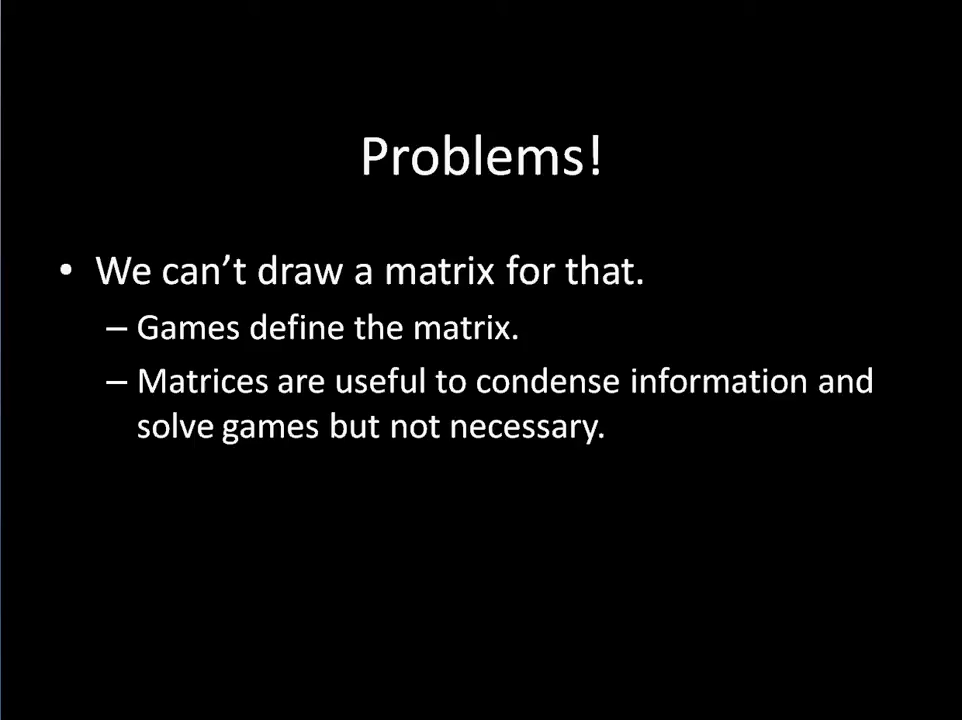 Problems!
• We can’t draw a matrix for that.
– Games define the matrix.
– Matrices are useful to condense information and
solve games but not necessary.